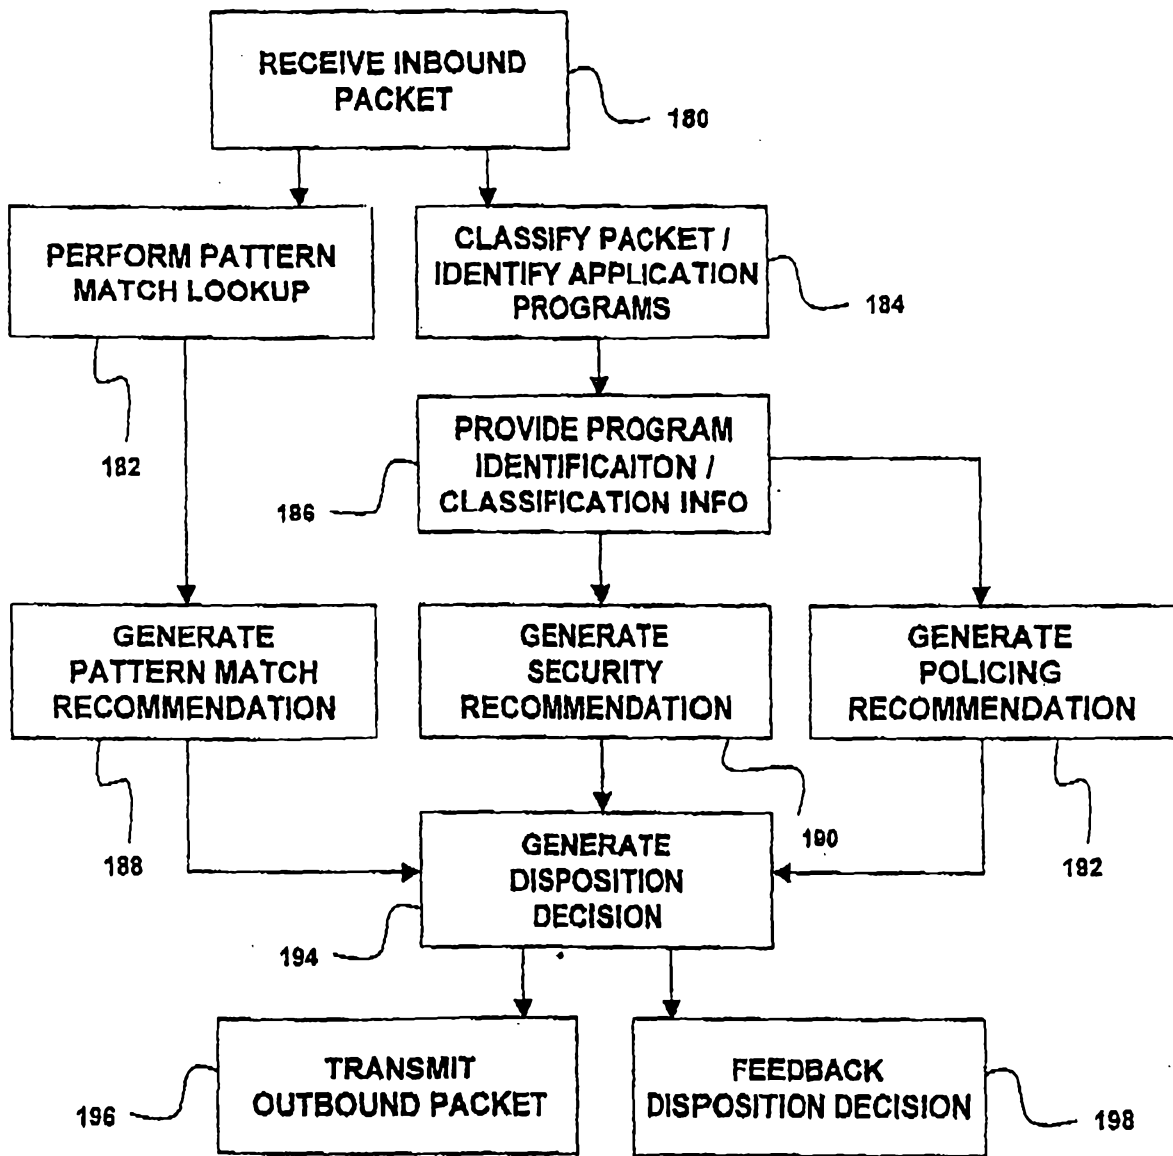 RECEIVE INBOUND
PACKET
180
PERFORM PATTERN
MATCH LOOKUP
182
CLASSIFY PACKET /
IDENTIFY APPLICATION
PROGRAMS
184
PROVIDE PROGRAM
IDENTIFICAITON /
CLASSIFICATION INFO
186
GENERATE
PATTERN MATCH
RECOMMENDATION
188
GENERATE
SECURITY
RECOMMENDATION
190
GENERATE
POLICING
RECOMMENDATION
192
GENERATE
DISPOSITION
DECISION
194
TRANSMIT
OUTBOUND PACKET
196
FEEDBACK
DISPOSITION DECISION
198